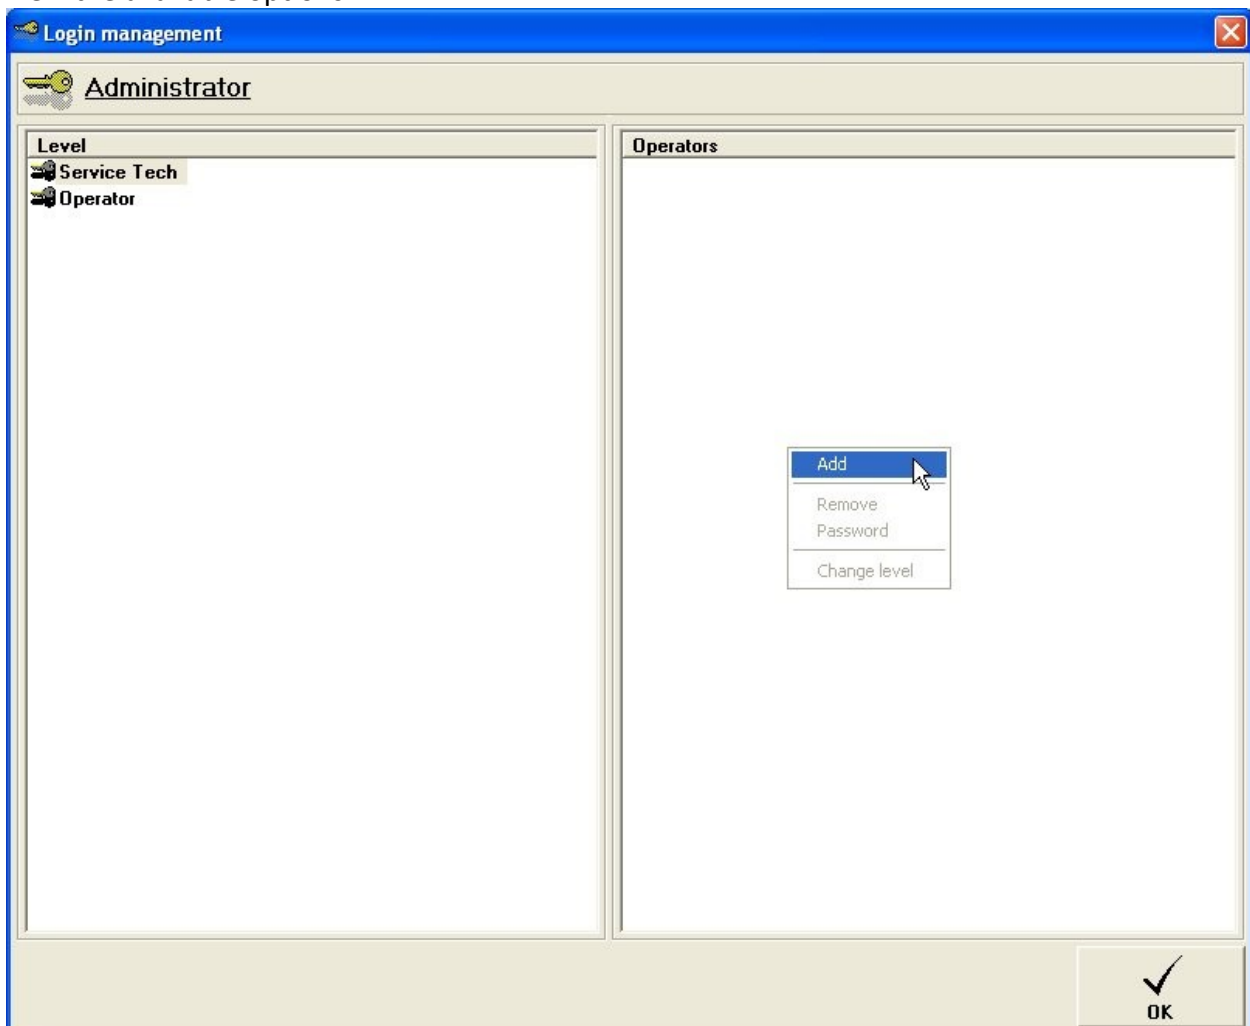 Login management
Administrator
Level
Service Tech
Operator
Operators
Add
Remove
Password
Change level
OK